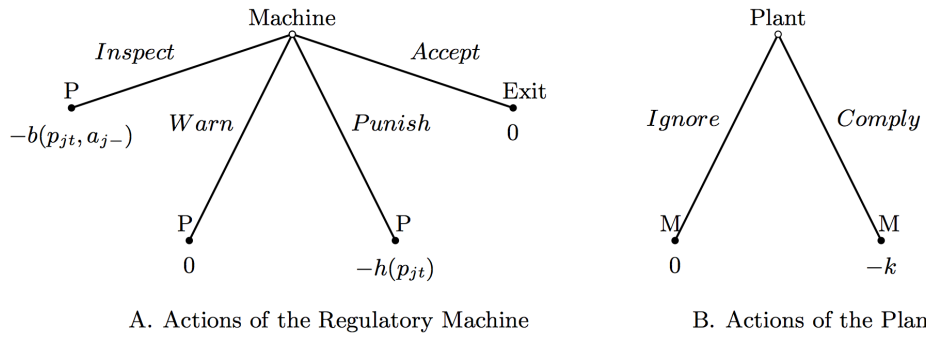 Machine
Plant
Inspect
Accept
P
Exit
−b(p_{jt}, a_{j−})
0
Warn
Punish
Ignore
Comply
P
P
M
M
0
−h(p_{jt})
0
−k
A. Actions of the Regulatory Machine
B. Actions of the Plan